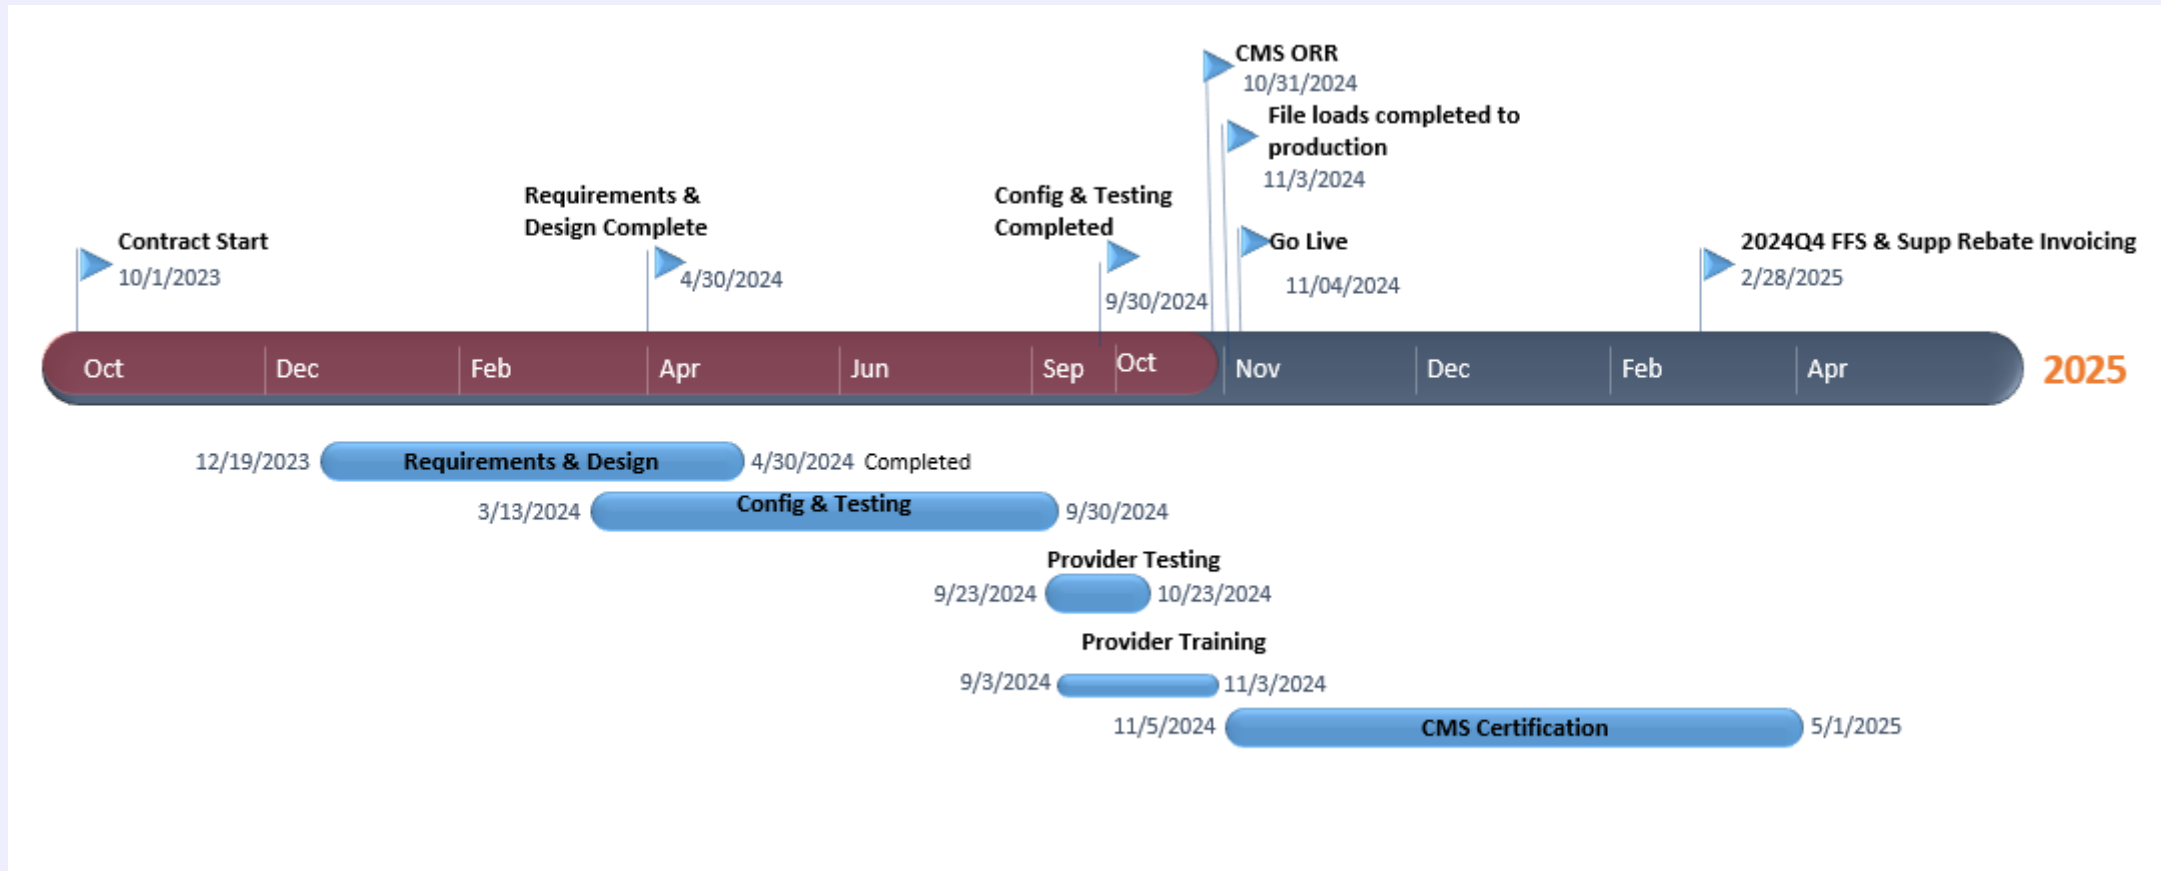 CMS ORR
10/31/2024
File loads completed to
production
11/3/2024
Requirements &
Design Complete
4/30/2024
Config & Testing
Completed
9/30/2024
Contract Start
10/1/2023
Go Live
11/04/2024
2024Q4 FFS & Supp Rebate Invoicing
2/28/2025
Oct Dec Feb Apr Jun Sep Oct Nov Dec Feb Apr 2025
12/19/2023 Requirements & Design 4/30/2024 Completed
3/13/2024 Config & Testing 9/30/2024
Provider Testing
9/23/2024 10/23/2024
Provider Training
9/3/2024 11/3/2024
11/5/2024 CMS Certification 5/1/2025